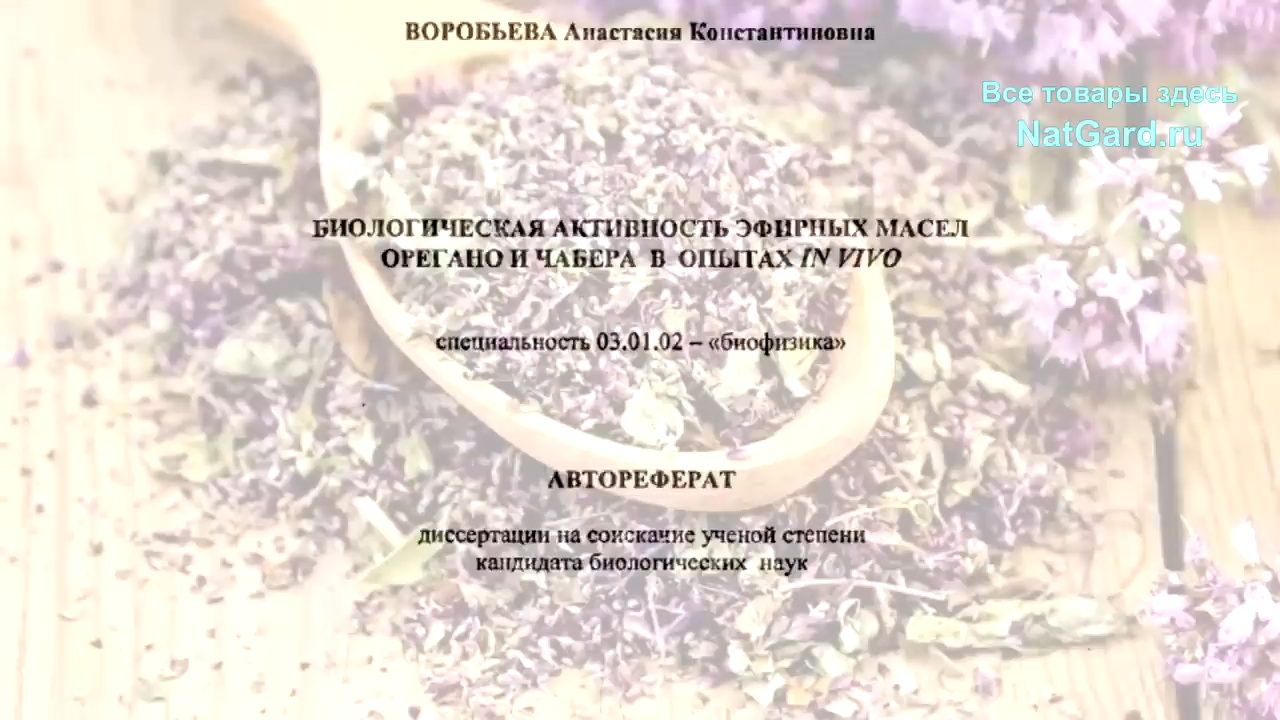 ВОРОБЬЕВА Анастасия Константиновна
Все товары здесь
NatGard.ru
БИОЛОГИЧЕСКАЯ АКТИВНОСТЬ ЭФИРНЫХ МАСЕЛ
ОРЕГАНО И ЧАБЕРА В ОПЫТАХ IN VIVO
специальность 03.01.02 – «биофизика»
АВТОРЕФЕРАТ
диссертации на соискание ученой степени
кандидата биологических наук